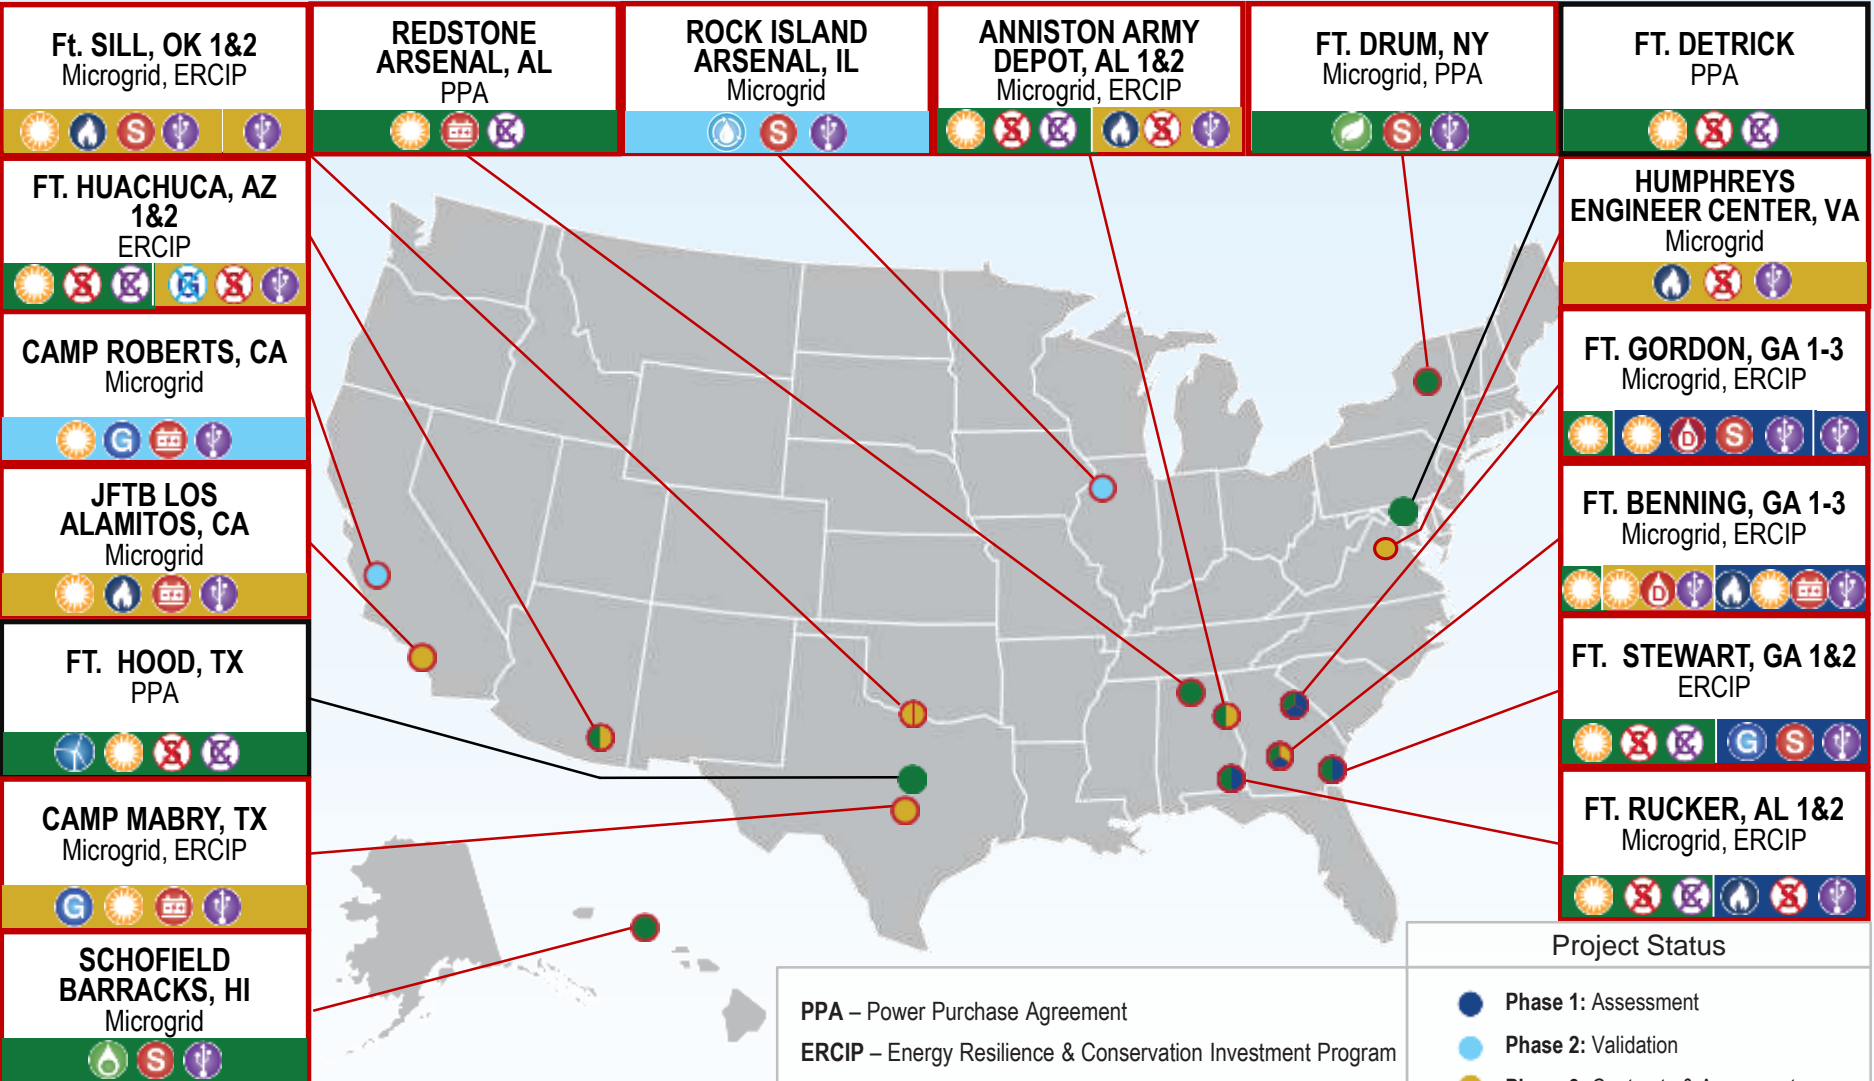 Ft. SILL, OK 1&2
Microgrid, ERCIP
S
REDSTONE
ARSENAL, AL
PPA
ROCK ISLAND
ARSENAL, IL
Microgrid
S
ANNISTON ARMY
DEPOT, AL 1&2
Microgrid, ERCIP
S
S
FT. DRUM, NY
Microgrid, PPA
S
FT. DETRICK
PPA
S
FT. HUACHUCA, AZ
1&2
ERCIP
S
G
S
HUMPHREYS
ENGINEER CENTER, VA
Microgrid
S
CAMP ROBERTS, CA
Microgrid
G
FT. GORDON, GA 1-3
Microgrid, ERCIP
D
S
JFTB LOS
ALAMITOS, CA
Microgrid
FT. BENNING, GA 1-3
Microgrid, ERCIP
D
FT. HOOD, TX
PPA
S
FT. STEWART, GA 1&2
ERCIP
S
G
S
CAMP MABRY, TX
Microgrid, ERCIP
G
FT. RUCKER, AL 1&2
Microgrid, ERCIP
S
S
SCHOFIELD
BARRACKS, HI
Microgrid
S
PPA – Power Purchase Agreement
ERCIP – Energy Resilience & Conservation Investment Program
Project Status
Phase 1: Assessment
Phase 2: Validation